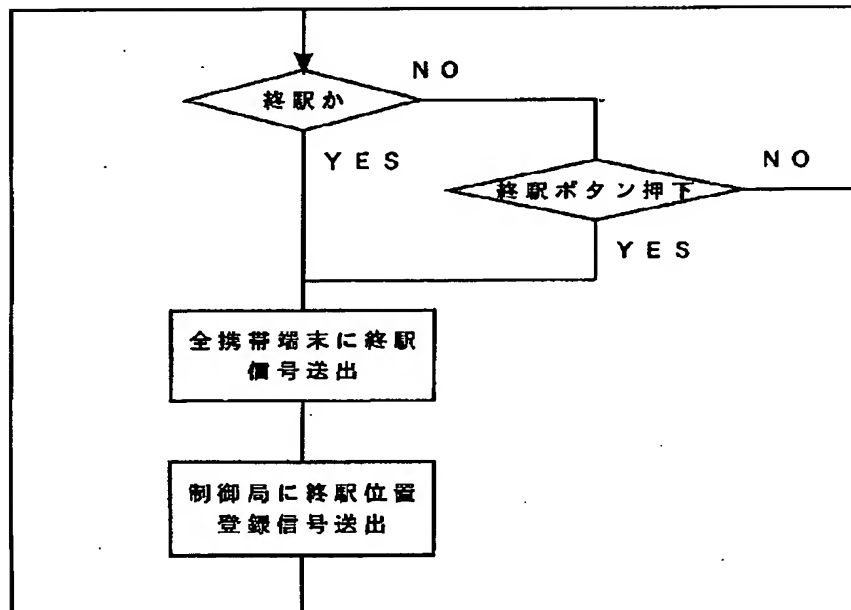 終駅か
NO
YES
終駅ボタン押下
NO
YES
全携帯端末に終駅
信号送出
制御局に終駅位置
登録信号送出